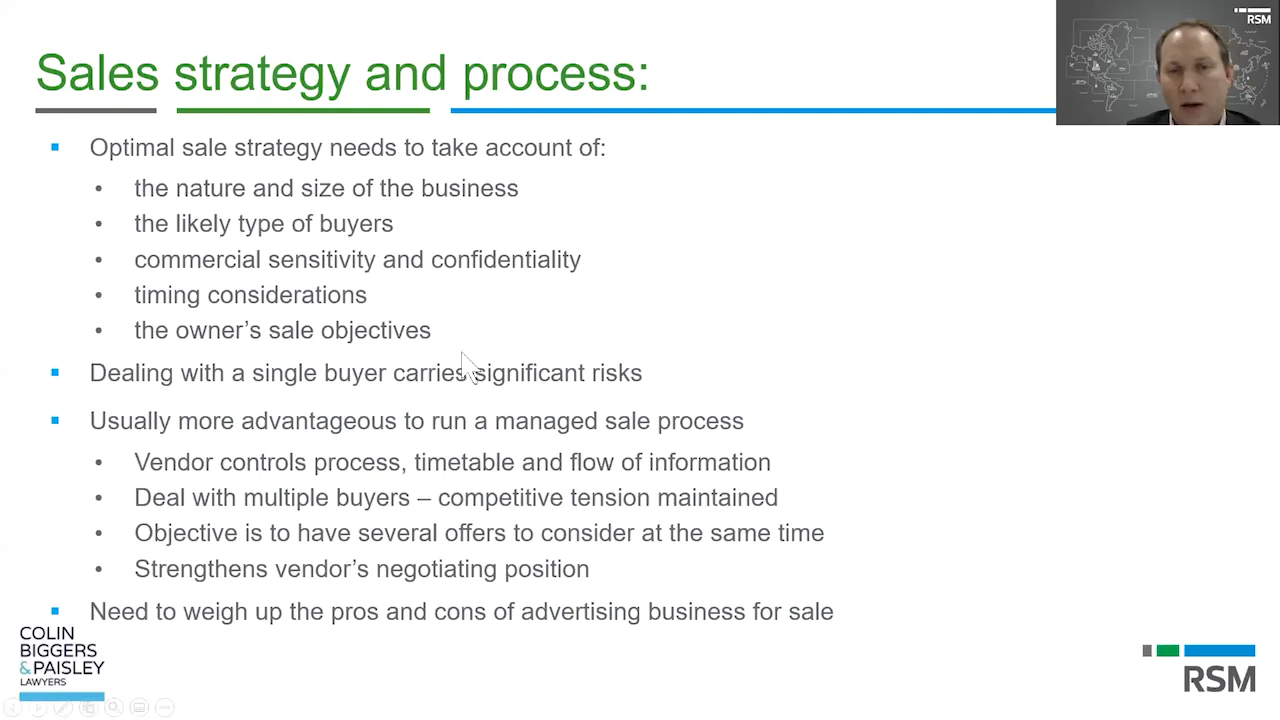 RSM
Sales strategy and process:
Optimal sale strategy needs to take account of:
the nature and size of the business
the likely type of buyers
commercial sensitivity and confidentiality
timing considerations
the owner's sale objectives
Dealing with a single buyer carries significant risks
Usually more advantageous to run a managed sale process
Vendor controls process, timetable and flow of information
Deal with multiple buyers – competitive tension maintained
Objective is to have several offers to consider at the same time
Strengthens vendor's negotiating position
Need to weigh up the pros and cons of advertising business for sale
COLIN
BIGGERS
&PAISLEY
LAWYERS
RSM